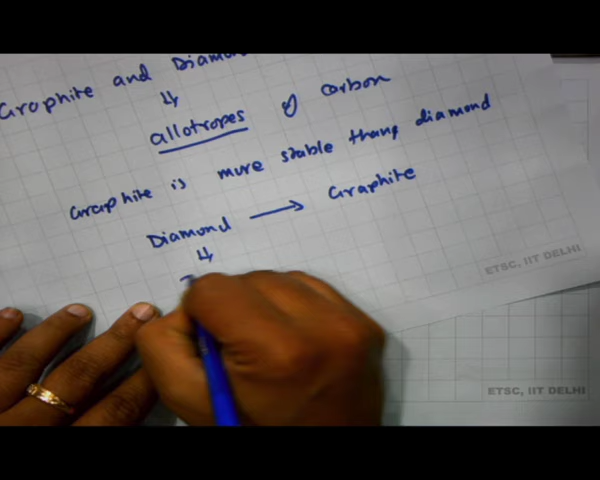 Graphite and Diamon
allotropes of carbon
Graphite is more stable than diamond
Diamond → Graphite
ETSC, IIT DELHI
ETSC, IIT DELHI